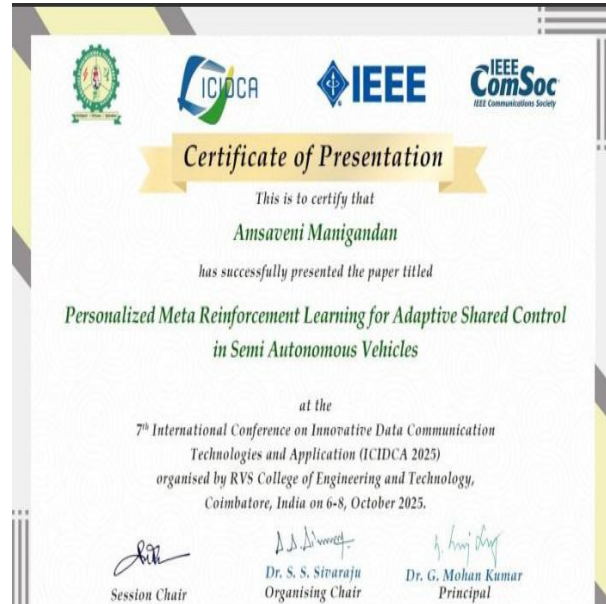 ICIDCA
IEEE
IEEE
ComSoc
IEEE Communications Society
Certificate of Presentation
This is to certify that
Amsaveni Manigandan
has successfully presented the paper titled
Personalized Meta Reinforcement Learning for Adaptive Shared Control
in Semi Autonomous Vehicles
at the
7th International Conference on Innovative Data Communication
Technologies and Application (ICIDCA 2025)
organised by RVS College of Engineering and Technology,
Coimbatore, India on 6-8, October 2025.
Session Chair
Dr. S. S. Sivaraju
Organising Chair
Dr. G. Mohan Kumar
Principal